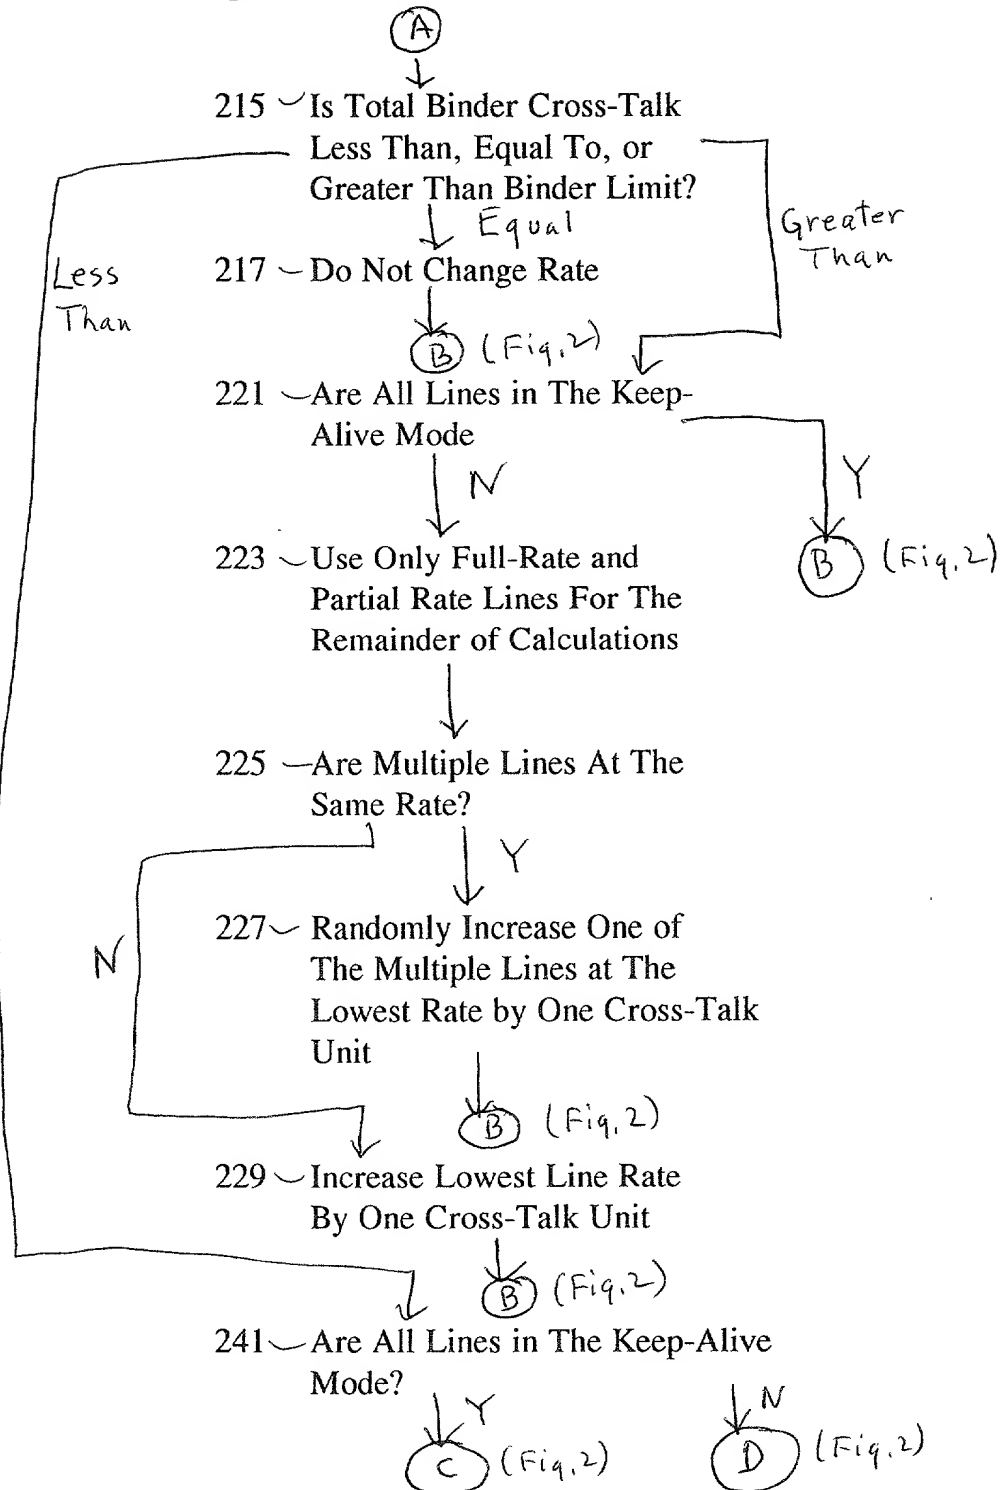 A
215 Is Total Binder Cross-Talk
Less Than, Equal To, or
Greater Than Binder Limit?
Equal
Greater
Than
Less
Than
217 Do Not Change Rate
B (Fig.2)
221 Are All Lines in The Keep-
Alive Mode
N
Y
B (Fig.2)
223 Use Only Full-Rate and
Partial Rate Lines For The
Remainder of Calculations
225 Are Multiple Lines At The
Same Rate?
Y
N
227 Randomly Increase One of
The Multiple Lines at The
Lowest Rate by One Cross-Talk
Unit
B (Fig.2)
229 Increase Lowest Line Rate
By One Cross-Talk Unit
B (Fig.2)
241 Are All Lines in The Keep-Alive
Mode?
Y
N
C (Fig.2)
D (Fig.2)